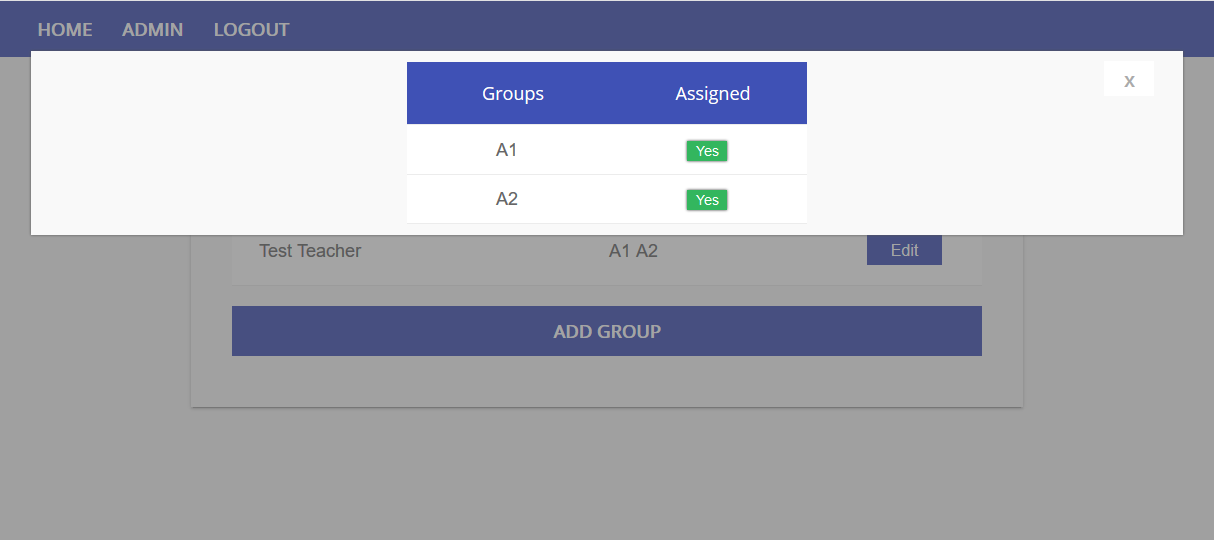 HOME ADMIN LOGOUT
x
Groups Assigned
A1 Yes
A2 Yes
Test Teacher A1 A2 Edit
ADD GROUP